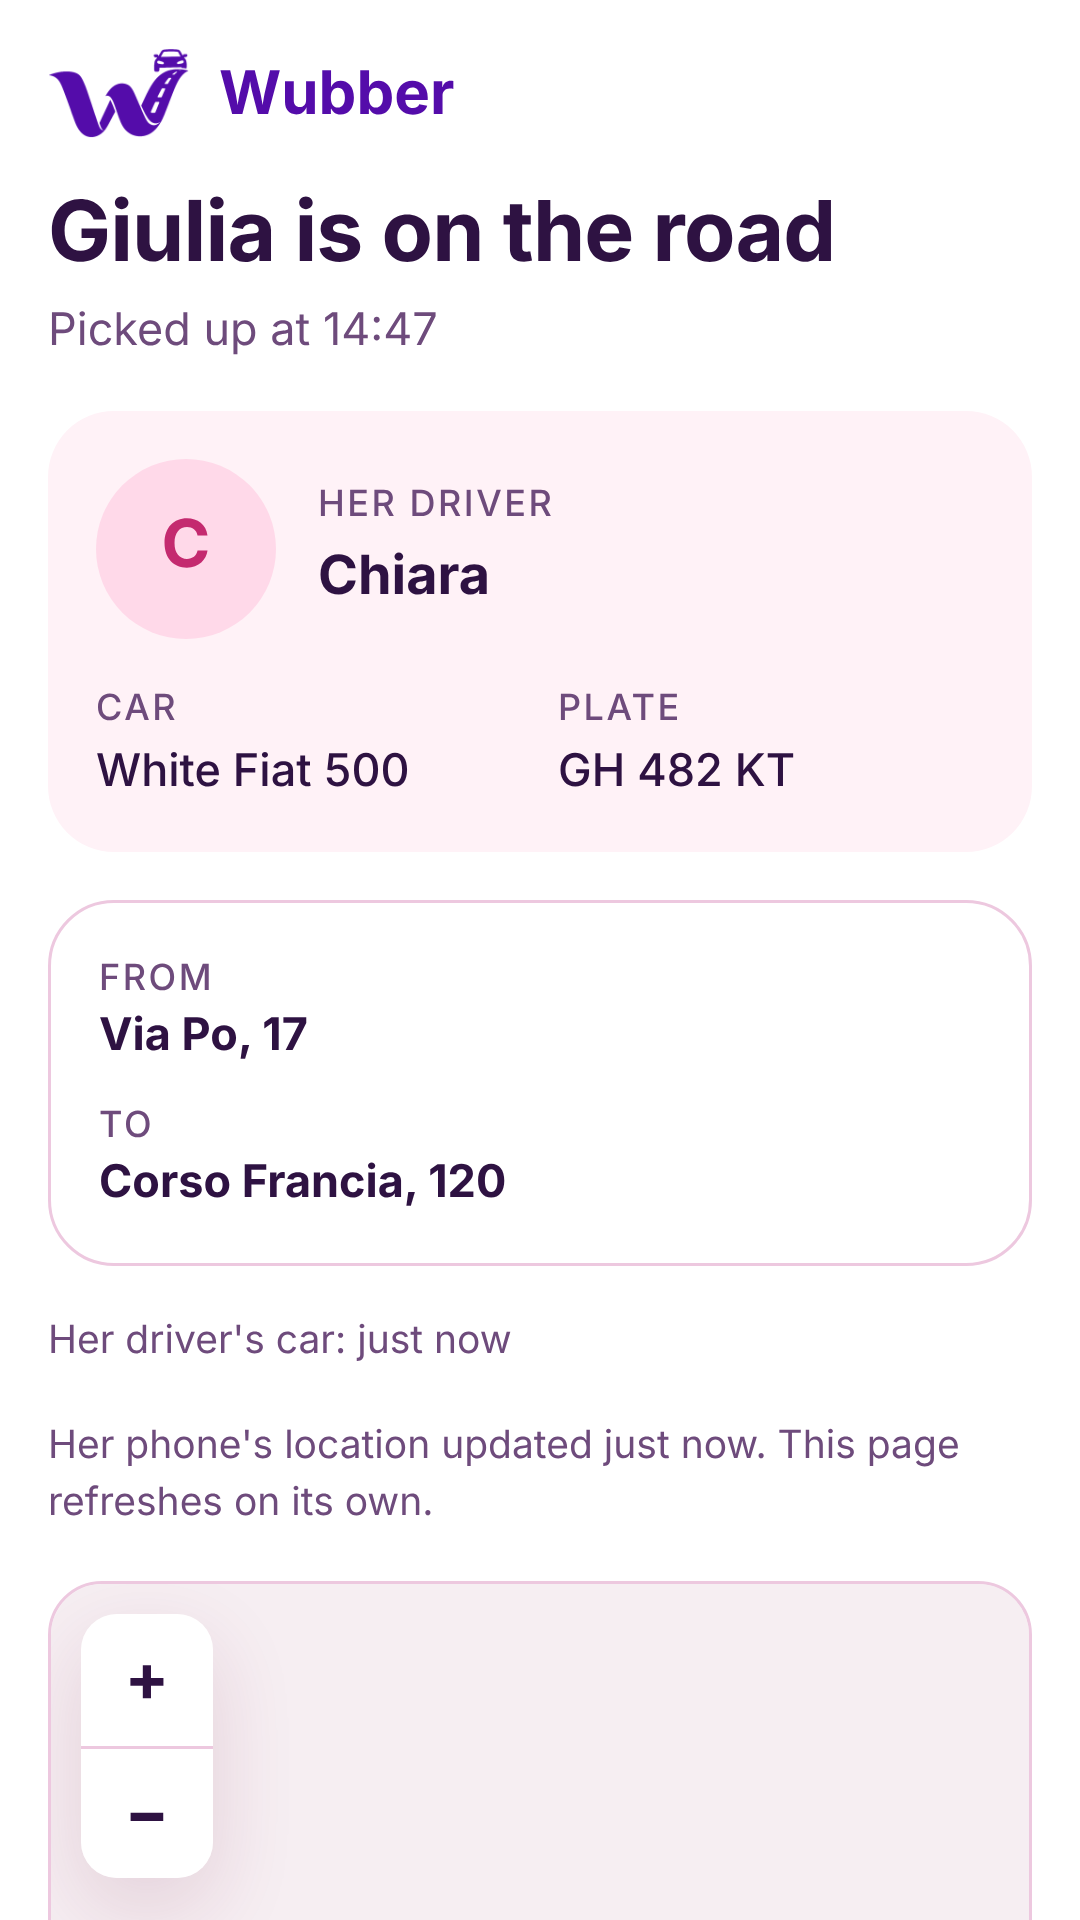 Wubber
Giulia is on the road
Picked up at 14:47
C
HER DRIVER
Chiara
CAR
White Fiat 500
PLATE
GH 482 KT
FROM
Via Po, 17
TO
Corso Francia, 120
Her driver's car: just now
Her phone's location updated just now. This page
refreshes on its own.
+
−